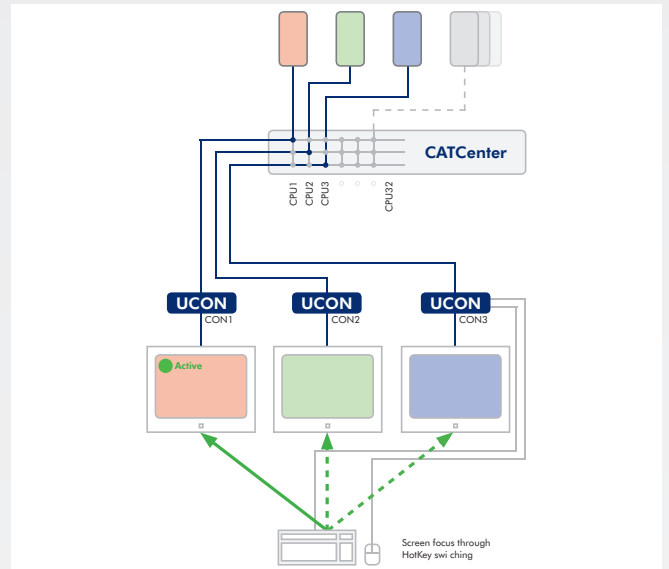 CATCenter
CPU1
CPU2
CPU3
CPU32
UCON
CON1
UCON
CON2
UCON
CON3
Active
Screen focus through
HotKey swi ching